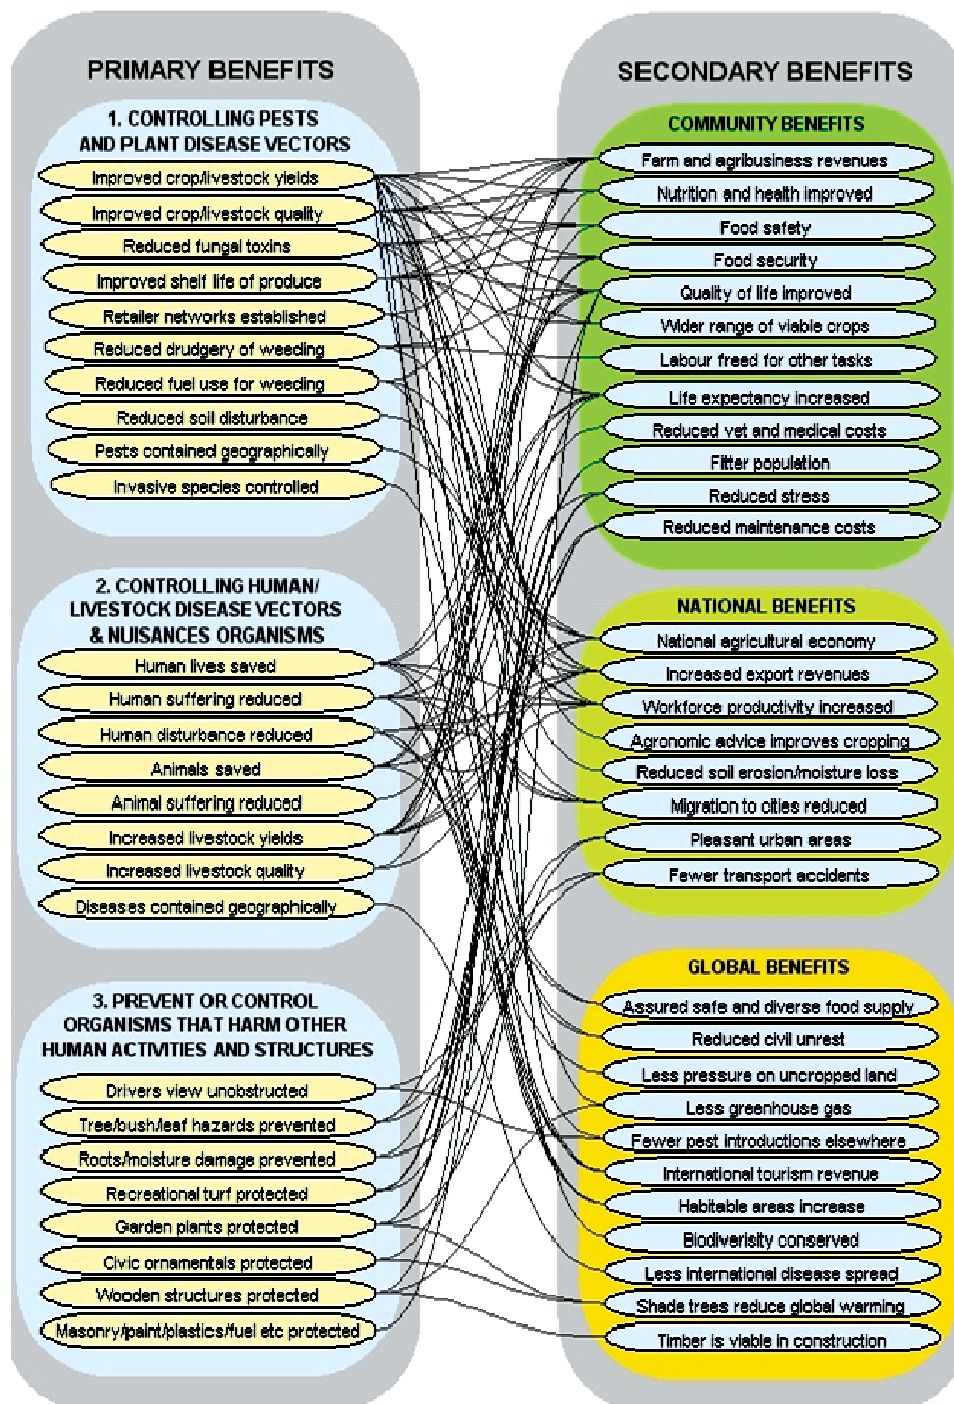 PRIMARY BENEFITS
1. CONTROLLING PESTS
AND PLANT DISEASE VECTORS
Improved crop/livestock yields
Improved crop/livestock quality
Reduced fungal toxins
Improved shelf life of produce
Retailer networks established
Reduced drudgery of weeding
Reduced fuel use for weeding
Reduced soil disturbance
Pests contained geographically
Invasive species controlled
2. CONTROLLING HUMAN/
LIVESTOCK DISEASE VECTORS
& NUISANCES ORGANISMS
Human lives saved
Human suffering reduced
Human disturbance reduced
Animals saved
Animal suffering reduced
Increased livestock yields
Increased livestock quality
Diseases contained geographically
3. PREVENT OR CONTROL
ORGANISMS THAT HARM OTHER
HUMAN ACTIVITIES AND STRUCTURES
Drivers view unobstructed
Tree/bush/leaf hazards prevented
Roots/moisture damage prevented
Recreational turf protected
Garden plants protected
Civic ornamentals protected
Wooden structures protected
Masonry/paint/plastics/fuel etc protected
SECONDARY BENEFITS
COMMUNITY BENEFITS
Farm and agribusiness revenues
Nutrition and health improved
Food safety
Food security
Quality of life improved
Wider range of viable crops
Labour freed for other tasks
Life expectancy increased
Reduced vet and medical costs
Fitter population
Reduced stress
Reduced maintenance costs
NATIONAL BENEFITS
National agricultural economy
Increased export revenues
Workforce productivity increased
Agronomic advice improves cropping
Reduced soil erosion/moisture loss
Migration to cities reduced
Pleasant urban areas
Fewer transport accidents
GLOBAL BENEFITS
Assured safe and diverse food supply
Reduced civil unrest
Less pressure on uncropped land
Less greenhouse gas
Fewer pest introductions elsewhere
International tourism revenue
Habitable areas increase
Biodiverisity conserved
Less international disease spread
Shade trees reduce global warming
Timber is viable in construction